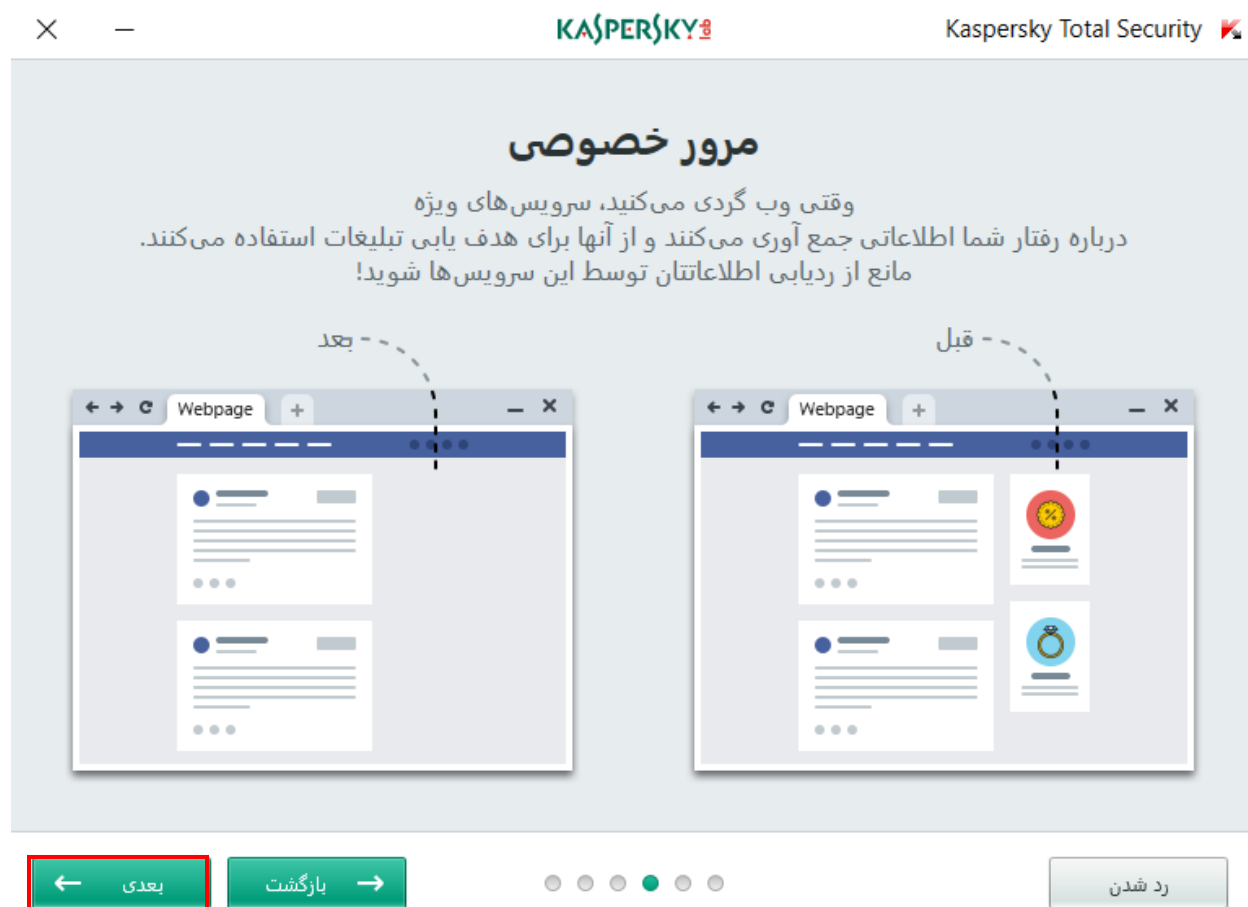 Kaspersky Total Security
KASPERSKY lab
مرور خصوصی
وقتی وب گردی می‌کنید، سرویس‌های ویژه
درباره رفتار شما اطلاعاتی جمع آوری می‌کنند و از آنها برای هدف یابی تبلیغات استفاده می‌کنند.
مانع از ردیابی اطلاعاتتان توسط این سرویس‌ها شوید!
قبل
بعد
Webpage
Webpage
رد شدن
بازگشت
بعدی